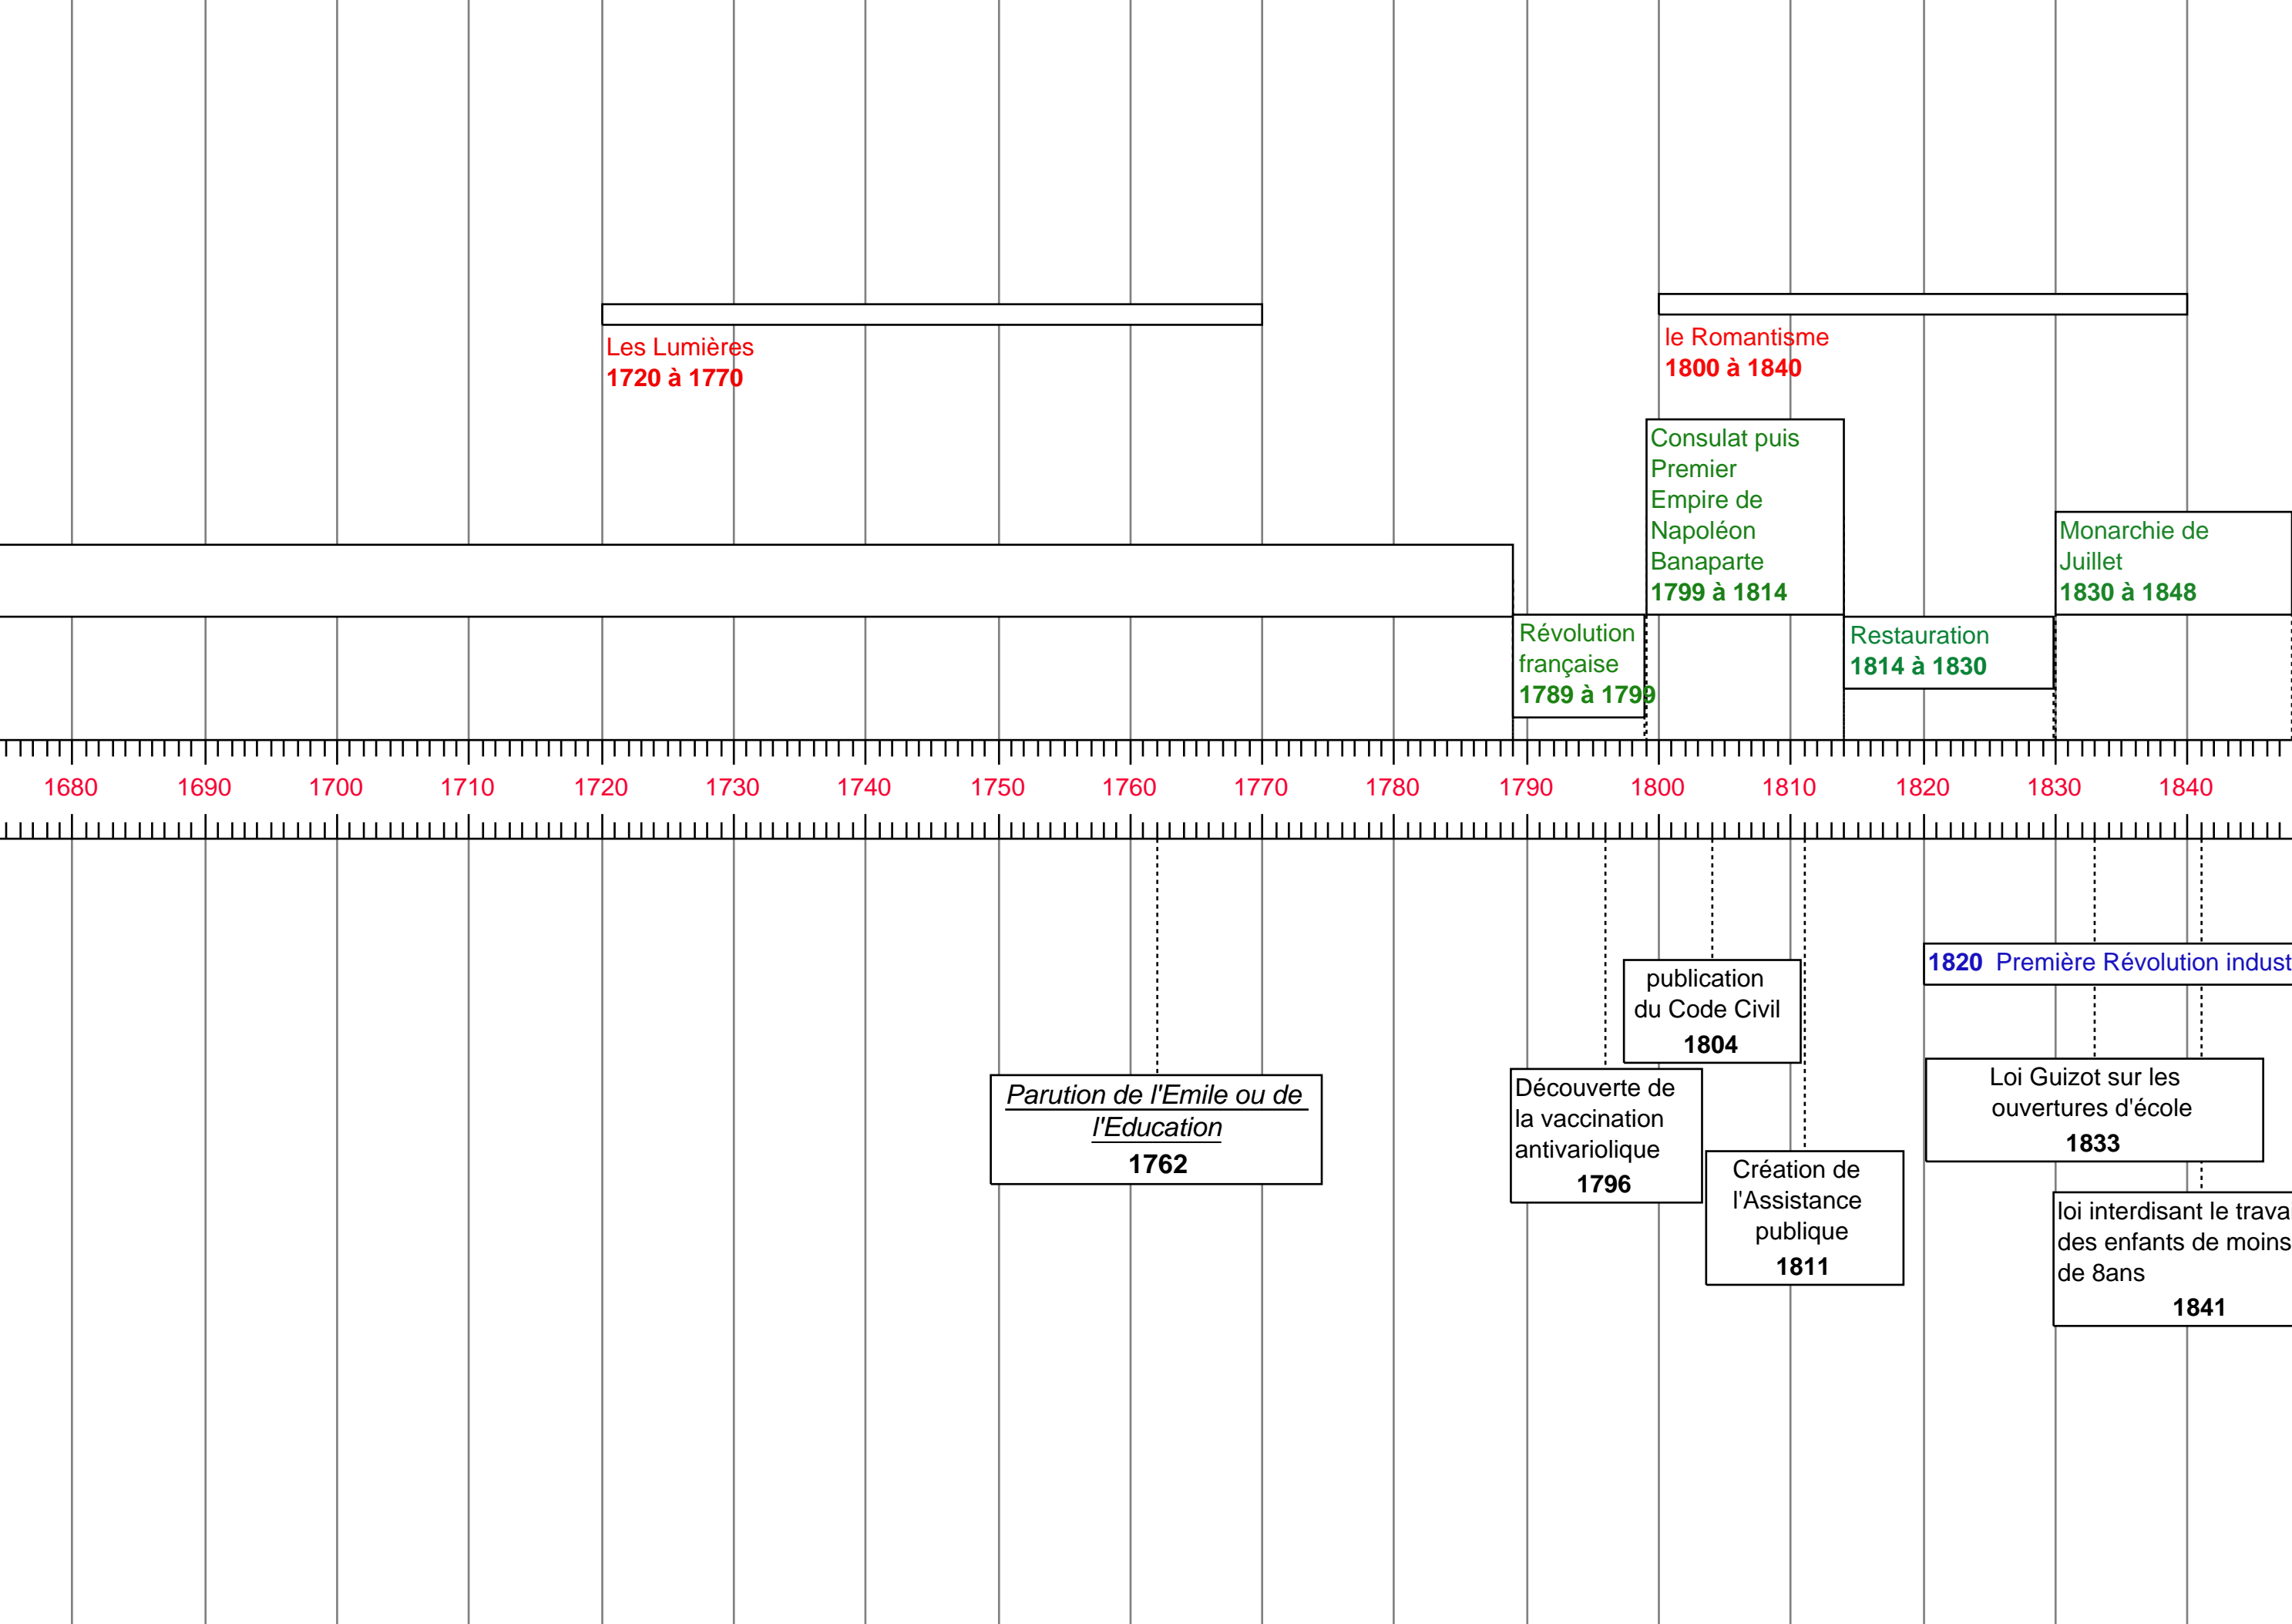 Les Lumières
1720 à 1770
le Romantisme
1800 à 1840
Consulat puis
Premier
Empire de
Napoléon
Banaparte
1799 à 1814
Monarchie de
Juillet
1830 à 1848
Révolution
française
1789 à 1799
Restauration
1814 à 1830
1680 1690 1700 1710 1720 1730 1740 1750 1760 1770 1780 1790 1800 1810 1820 1830 1840
1820 Première Révolution indust
publication
du Code Civil
1804
Parution de l'Emile ou de
l'Education
1762
Découverte de
la vaccination
antivariolique
1796
Loi Guizot sur les
ouvertures d'école
1833
Création de
l'Assistance
publique
1811
loi interdisant le trava
des enfants de moins
de 8ans
1841